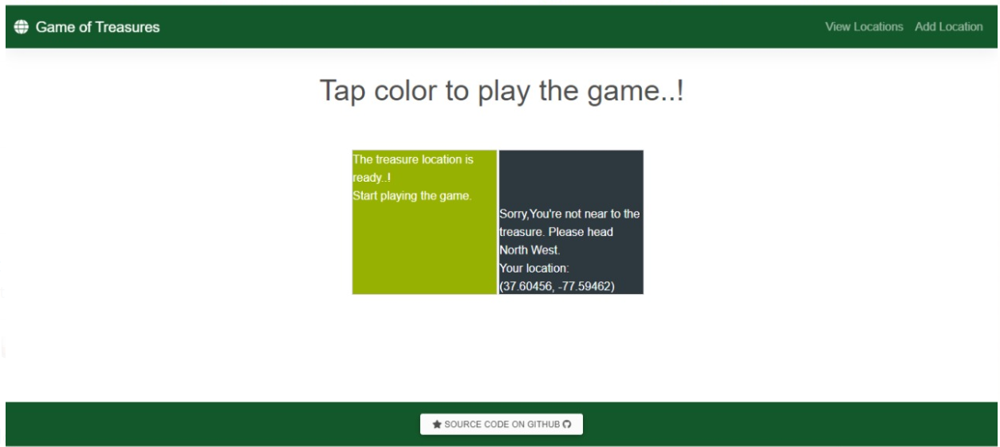 Game of Treasures
View Locations Add Location
Tap color to play the game..!
The treasure location is
ready..!
Start playing the game.
Sorry,You're not near to the
treasure. Please head
North West.
Your location:
(37.60456, -77.59462)
SOURCE CODE ON GITHUB